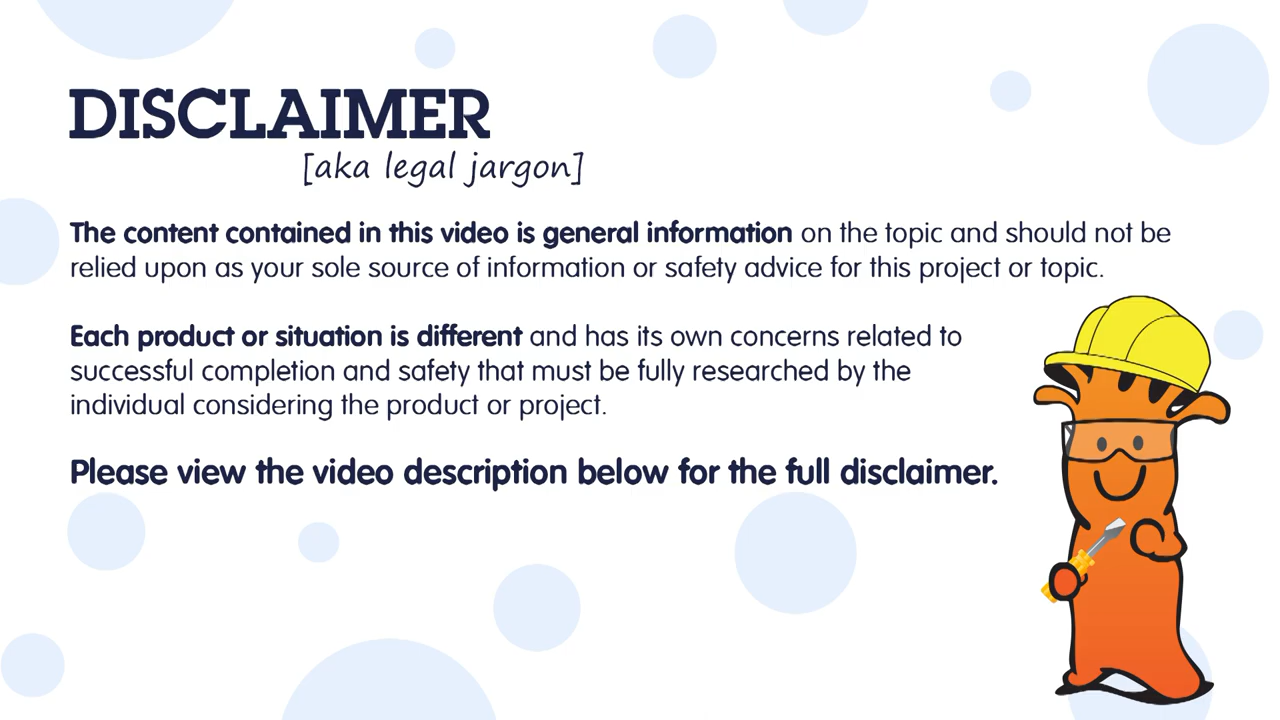 DISCLAIMER
[aka legal jargon]
The content contained in this video is general information on the topic and should not be
relied upon as your sole source of information or safety advice for this project or topic.
Each product or situation is different and has its own concerns related to
successful completion and safety that must be fully researched by the
individual considering the product or project.
Please view the video description below for the full disclaimer.